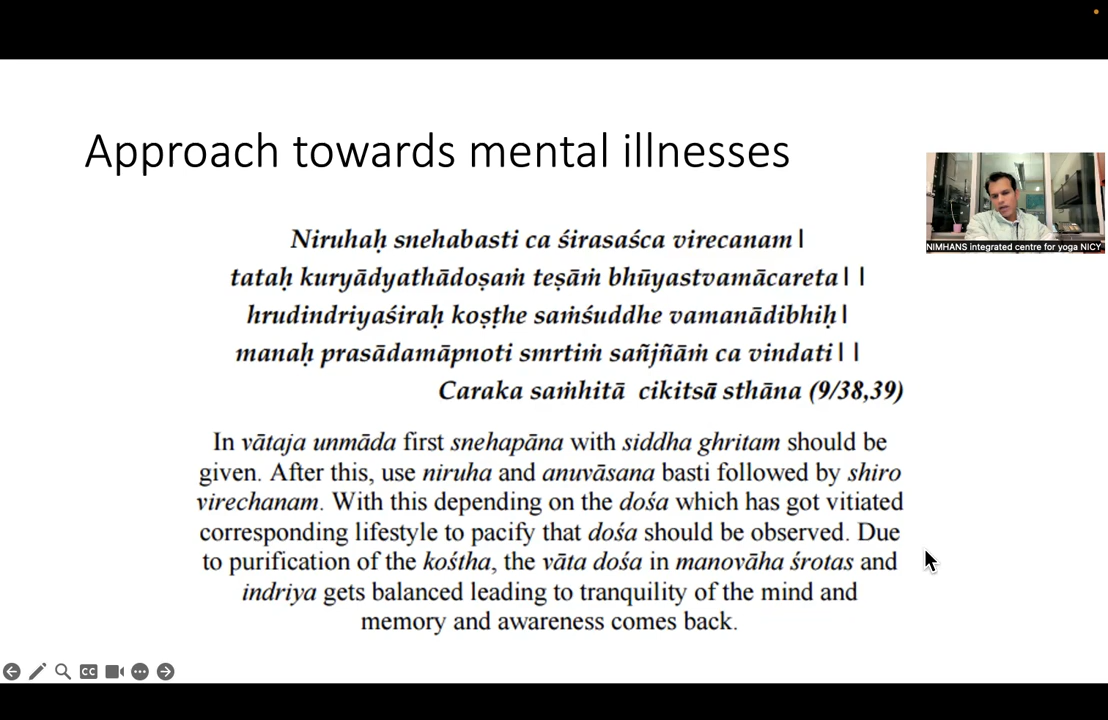 Approach towards mental illnesses
Niruhaḥ snehabasti ca śirasaśca virecanam|
tataḥ kuryādyathādoṣaṁ teṣāṁ bhūyastvamācareta||
hrudindriyaśiraḥ koṣṭhe saṁśuddhe vamanādibhiḥ|
manaḥ prasādamāpnoti smrtiṁ sañjñāṁ ca vindati||
Caraka saṁhitā cikitsā sthāna (9/38,39)
In vātaja unmāda first snehapāna with siddha ghritam should be
given. After this, use niruha and anuvāsana basti followed by shiro
virechanam. With this depending on the dośa which has got vitiated
corresponding lifestyle to pacify that dośa should be observed. Due
to purification of the kośtha, the vāta dośa in manovāha śrotas and
indriya gets balanced leading to tranquility of the mind and
memory and awareness comes back.
NIMHANS integrated centre for yoga NICY
CC